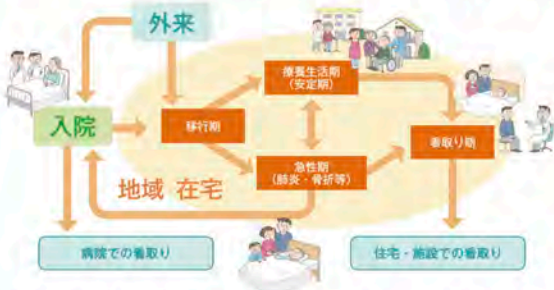 外来
入院
移行期
療養生活期
(安定期)
急性期
(肺炎・骨折等)
看取り期
地域 在宅
病院での看取り
住宅・施設での看取り